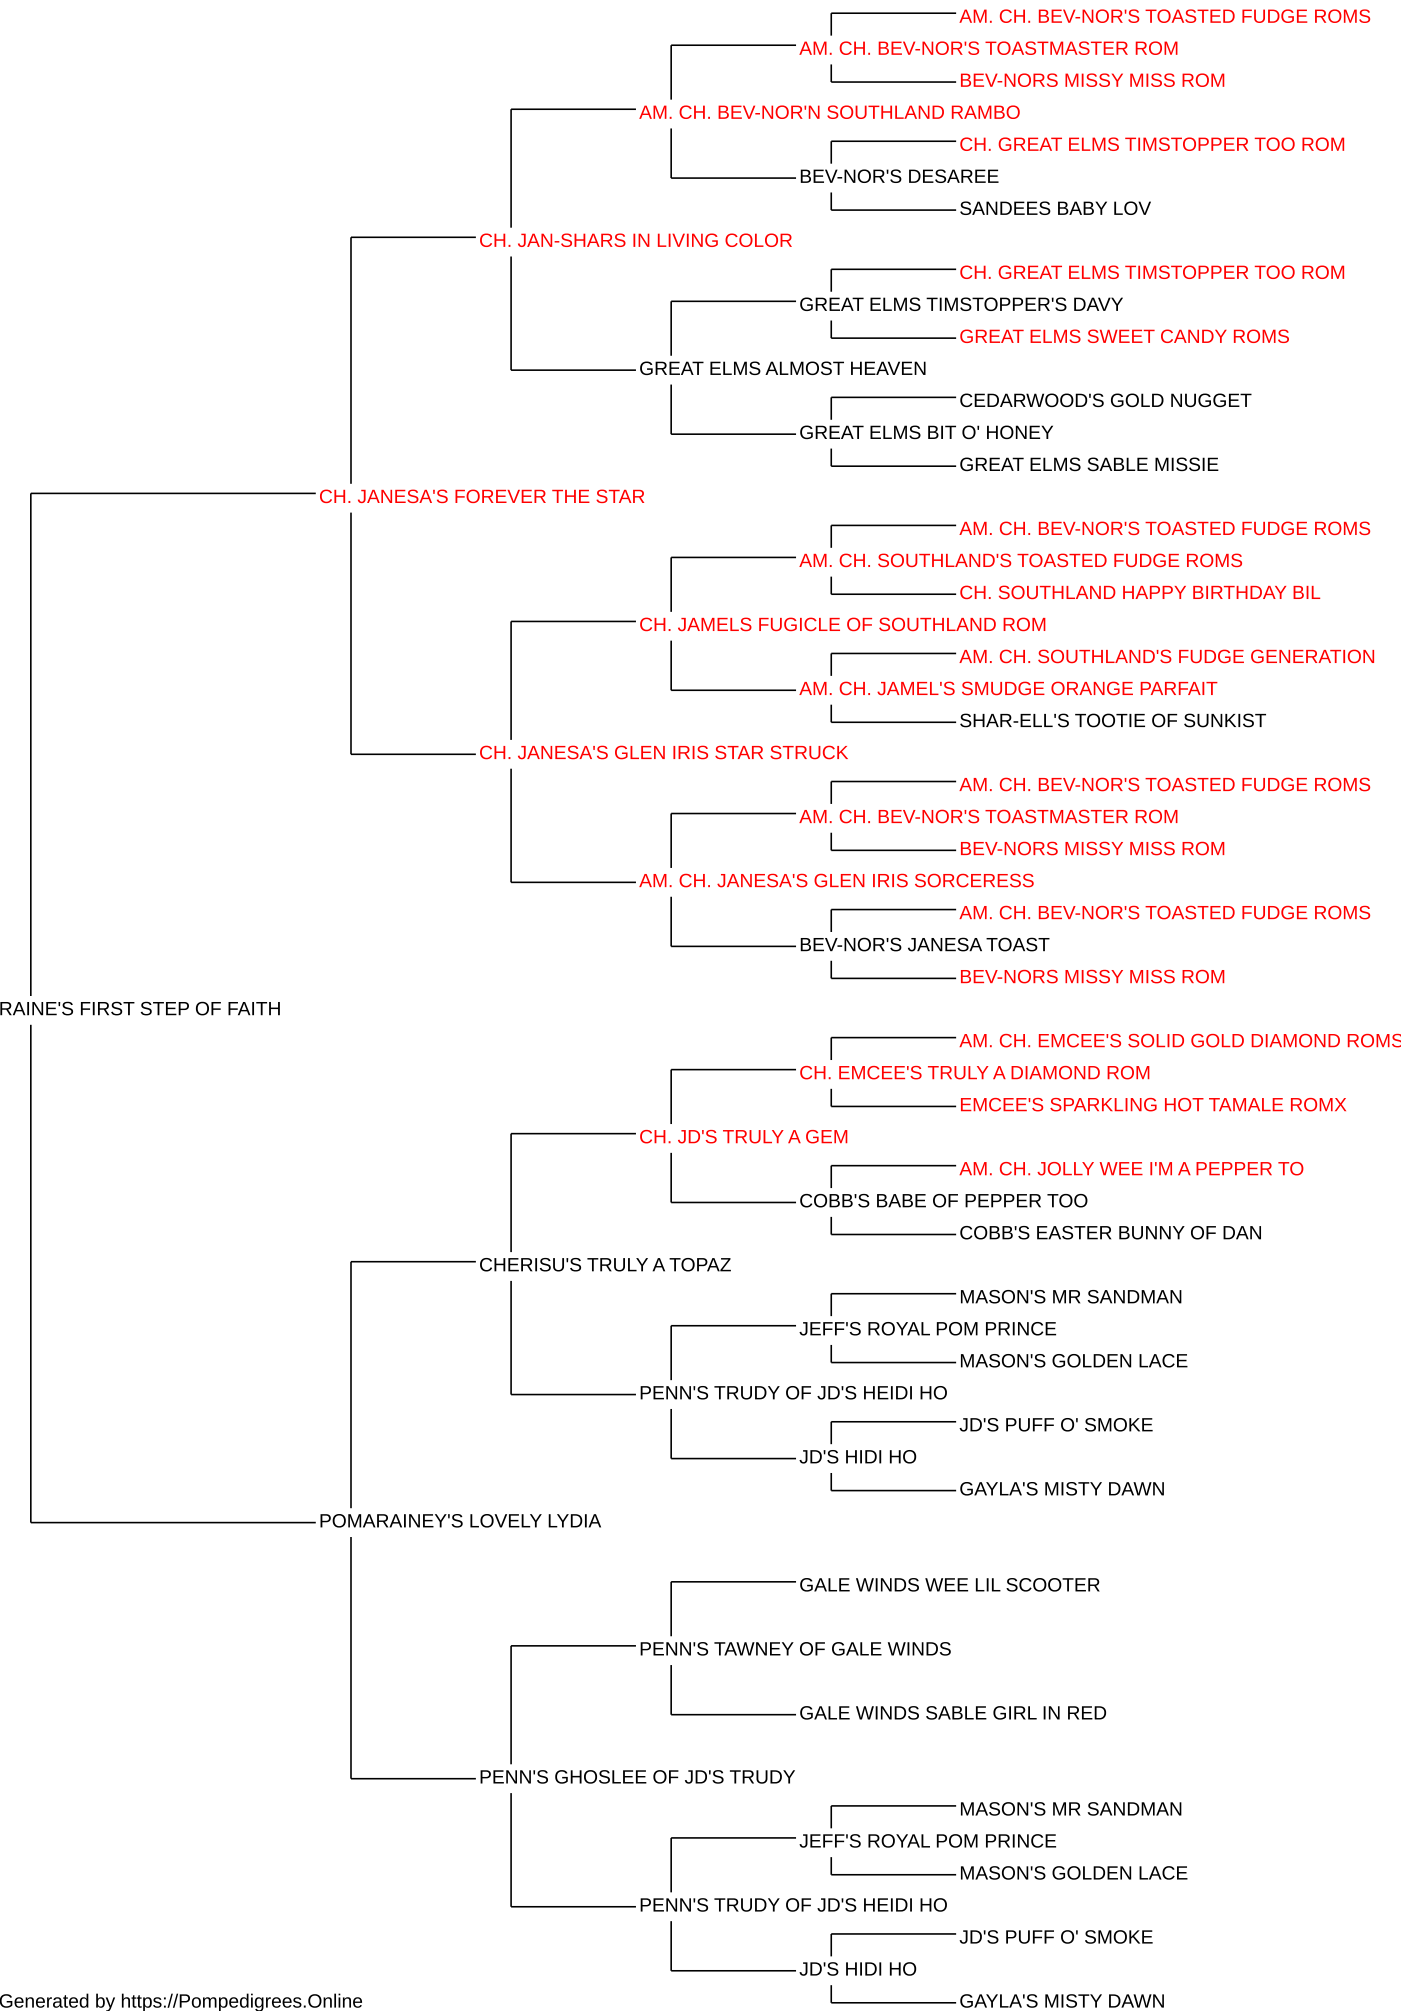 AM. CH. BEV-NOR'S TOASTED FUDGE ROMS
AM. CH. BEV-NOR'S TOASTMASTER ROM
BEV-NORS MISSY MISS ROM
AM. CH. BEV-NOR'N SOUTHLAND RAMBO
CH. GREAT ELMS TIMSTOPPER TOO ROM
BEV-NOR'S DESAREE
SANDEES BABY LOV
CH. JAN-SHARS IN LIVING COLOR
CH. GREAT ELMS TIMSTOPPER TOO ROM
GREAT ELMS TIMSTOPPER'S DAVY
GREAT ELMS SWEET CANDY ROMS
GREAT ELMS ALMOST HEAVEN
CEDARWOOD'S GOLD NUGGET
GREAT ELMS BIT O' HONEY
GREAT ELMS SABLE MISSIE
CH. JANESA'S FOREVER THE STAR
AM. CH. BEV-NOR'S TOASTED FUDGE ROMS
AM. CH. SOUTHLAND'S TOASTED FUDGE ROMS
CH. SOUTHLAND HAPPY BIRTHDAY BIL
CH. JAMELS FUGICLE OF SOUTHLAND ROM
AM. CH. SOUTHLAND'S FUDGE GENERATION
AM. CH. JAMEL'S SMUDGE ORANGE PARFAIT
SHAR-ELL'S TOOTIE OF SUNKIST
CH. JANESA'S GLEN IRIS STAR STRUCK
AM. CH. BEV-NOR'S TOASTED FUDGE ROMS
AM. CH. BEV-NOR'S TOASTMASTER ROM
BEV-NORS MISSY MISS ROM
AM. CH. JANESA'S GLEN IRIS SORCERESS
AM. CH. BEV-NOR'S TOASTED FUDGE ROMS
BEV-NOR'S JANESA TOAST
BEV-NORS MISSY MISS ROM
RAINE'S FIRST STEP OF FAITH
AM. CH. EMCEE'S SOLID GOLD DIAMOND ROMS
CH. EMCEE'S TRULY A DIAMOND ROM
EMCEE'S SPARKLING HOT TAMALE ROMX
CH. JD'S TRULY A GEM
AM. CH. JOLLY WEE I'M A PEPPER TO
COBB'S BABE OF PEPPER TOO
COBB'S EASTER BUNNY OF DAN
CHERISU'S TRULY A TOPAZ
MASON'S MR SANDMAN
JEFF'S ROYAL POM PRINCE
MASON'S GOLDEN LACE
PENN'S TRUDY OF JD'S HEIDI HO
JD'S PUFF O' SMOKE
JD'S HIDI HO
GAYLA'S MISTY DAWN
POMARAINEY'S LOVELY LYDIA
GALE WINDS WEE LIL SCOOTER
PENN'S TAWNEY OF GALE WINDS
GALE WINDS SABLE GIRL IN RED
PENN'S GHOSLEE OF JD'S TRUDY
MASON'S MR SANDMAN
JEFF'S ROYAL POM PRINCE
MASON'S GOLDEN LACE
PENN'S TRUDY OF JD'S HEIDI HO
JD'S PUFF O' SMOKE
JD'S HIDI HO
GAYLA'S MISTY DAWN
Generated by https://Pompedigrees.Online